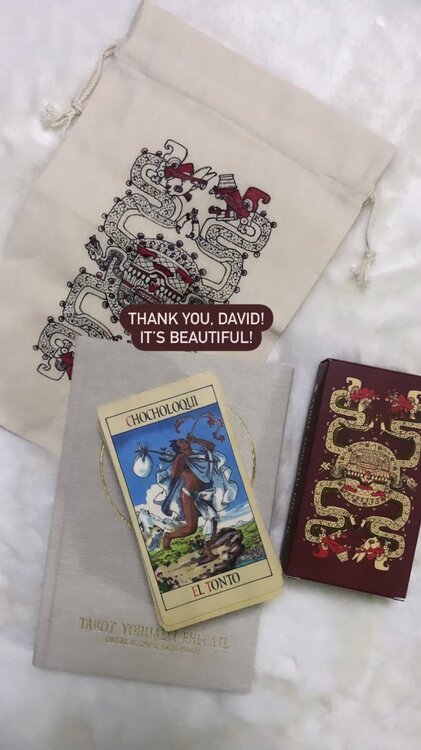 THANK YOU, DAVID!
IT'S BEAUTIFUL!
CHOCHOLOQUI
EL TONTO
TAROT YOHUALLI EHECATL